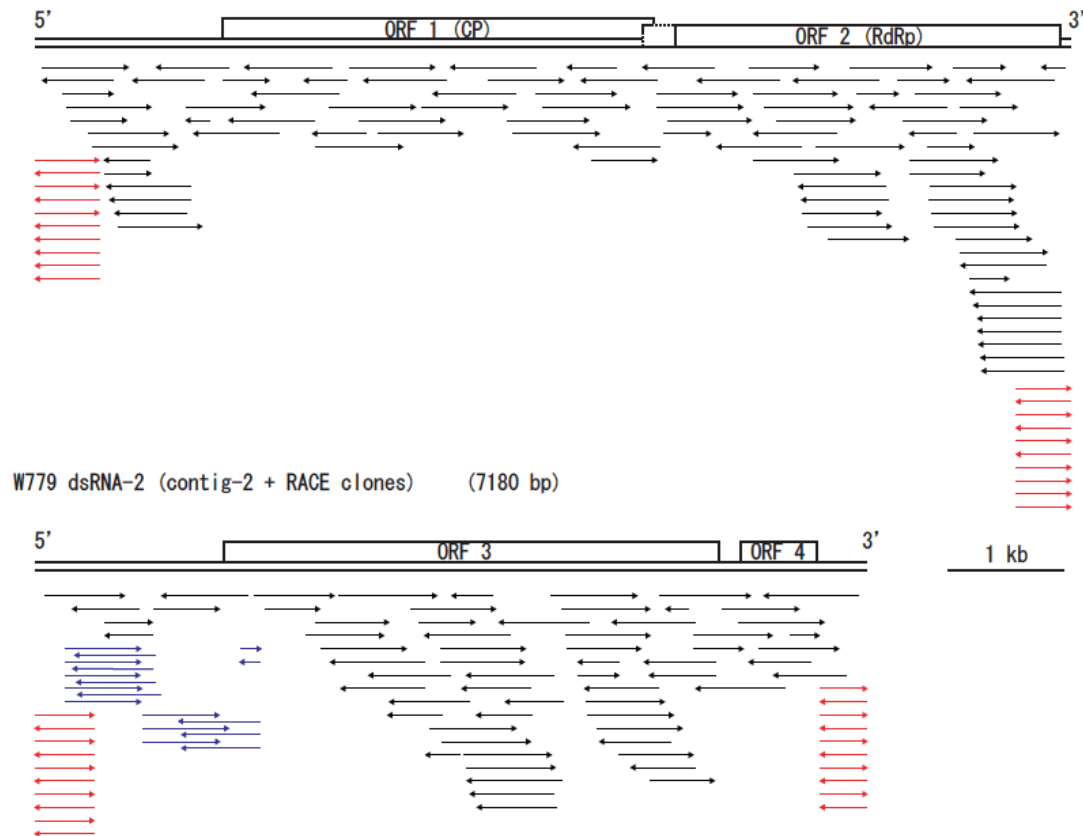 5' 3'
ORF 1 (CP)
ORF 2 (RdRp)
W779 dsRNA-2 (contig-2 + RACE clones) (7180 bp)
5' 3'
ORF 3 ORF 4
1 kb